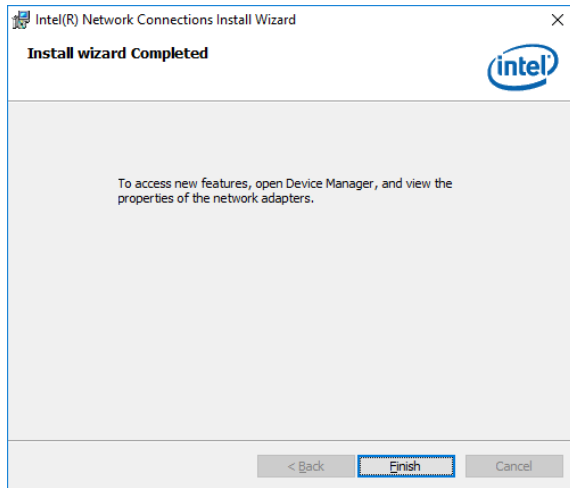 Intel(R) Network Connections Install Wizard
Install wizard Completed
intel
To access new features, open Device Manager, and view the
properties of the network adapters.
< Back
Finish
Cancel